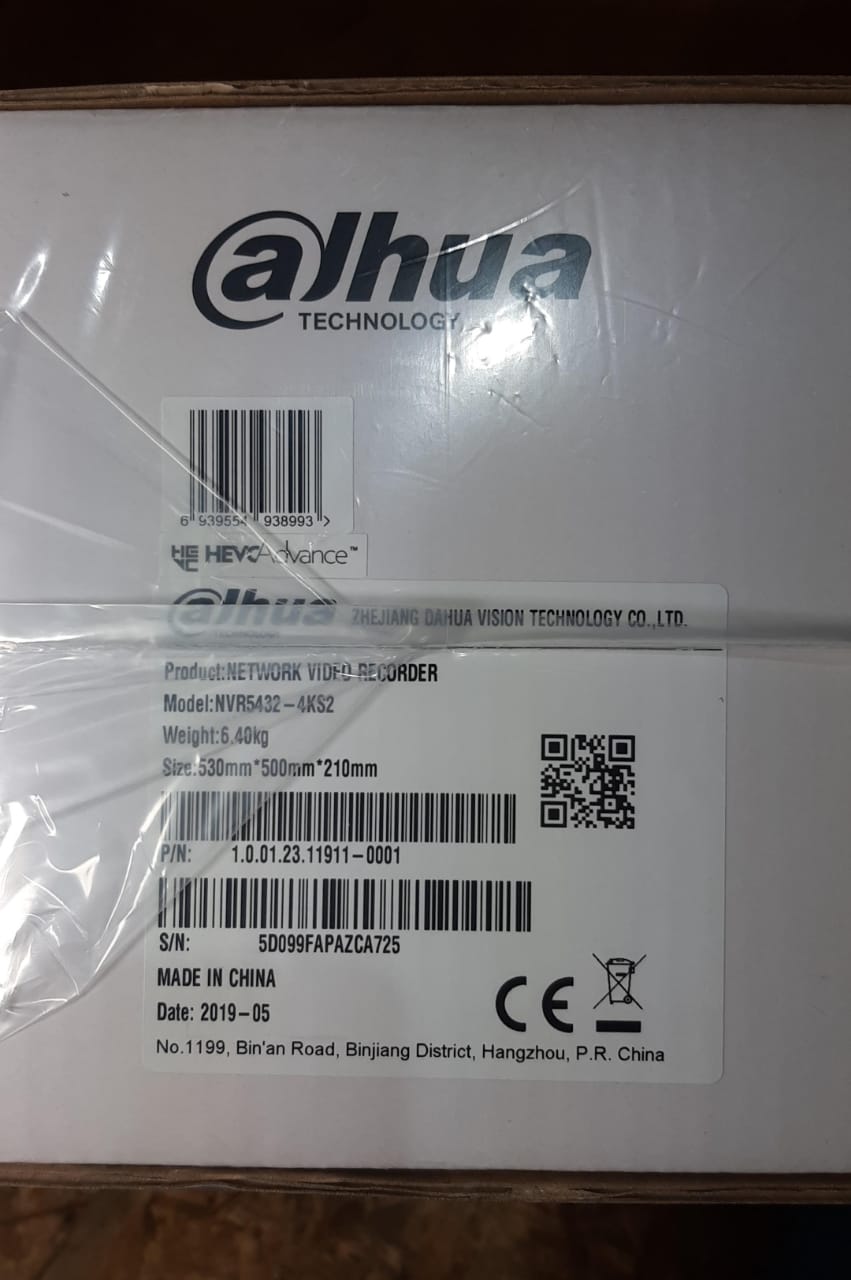 alhua
TECHNOLOGY
6 939554 938993 >
HEVC HEVC Advance™
alhua ZHEJIANG DAHUA VISION TECHNOLOGY CO.,LTD.
TECHNOLOGY
Product:NETWORK VIDEO RECORDER
Model:NVR5432-4KS2
Weight:6.40kg
Size:530mm*500mm*210mm
P/N: 1.0.01.23.11911-0001
S/N: 5D099FAPAZCA725
MADE IN CHINA
Date: 2019-05
CE
No.1199, Bin'an Road, Binjiang District, Hangzhou, P.R. China